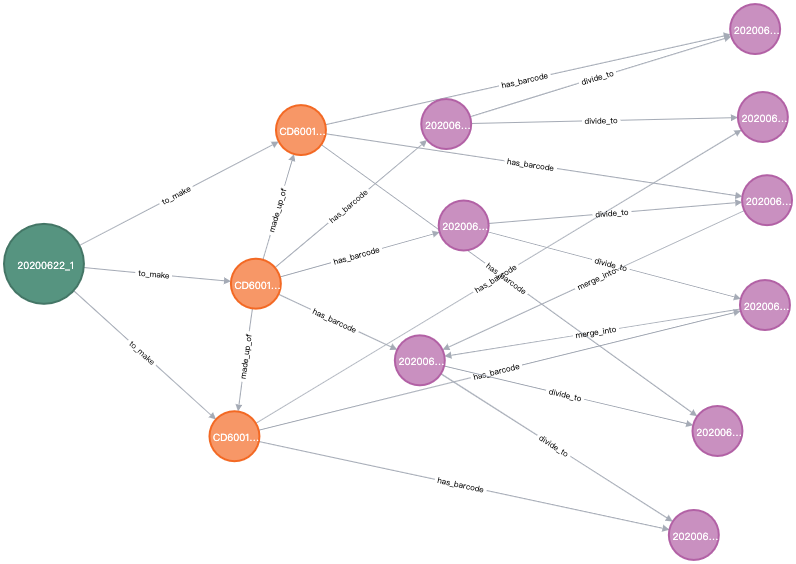 202006...
has_barcode
divide_to
202006...
divide_to
202006...
CD6001...
has_barcode
to_make
has_barcode
made_up_of
202006...
divide_to
202006...
has_barcode
20200622_1
to_make
divide_to
has_barcode
merge_into
has_barcode
CD6001...
202006...
has_barcode
merge_into
to_make
made_up_of
202006...
has_barcode
divide_to
CD6001...
divide_to
202006...
has_barcode
202006...